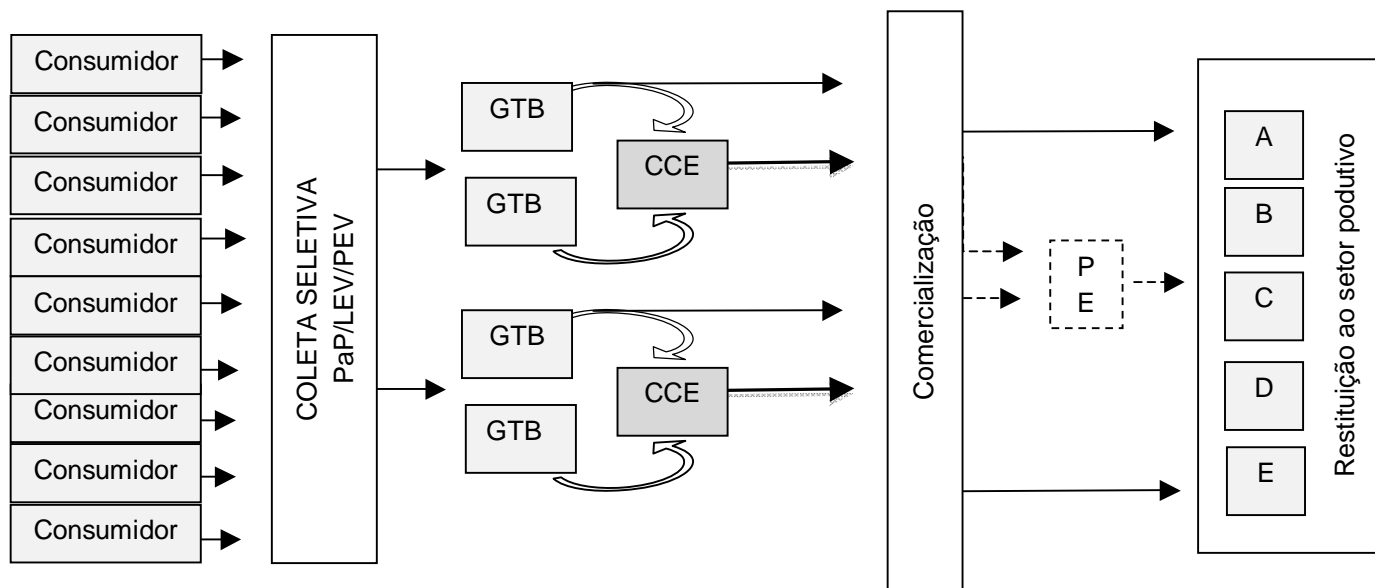 Consumidor
Consumidor
Consumidor
Consumidor
Consumidor
Consumidor
Consumidor
Consumidor
Consumidor
COLETA SELETIVA
PaP/LEV/PEV
GTB
CCE
GTB
GTB
CCE
GTB
Comercialização
P
E
A
B
C
D
E
Restituição ao setor podutivo